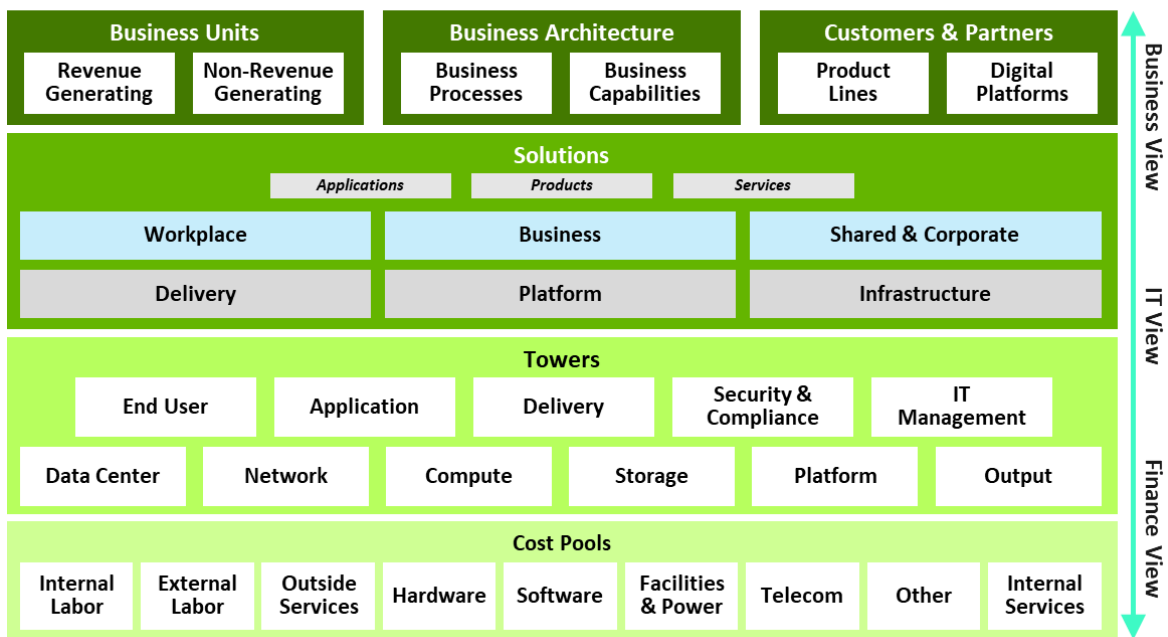 Business Units
Revenue
Generating
Non-Revenue
Generating
Business Architecture
Business
Processes
Business
Capabilities
Customers & Partners
Product
Lines
Digital
Platforms
Solutions
Applications
Products
Services
Workplace
Business
Shared & Corporate
Delivery
Platform
Infrastructure
Towers
End User
Application
Delivery
Security &
Compliance
IT
Management
Data Center
Network
Compute
Storage
Platform
Output
Cost Pools
Internal
Labor
External
Labor
Outside
Services
Hardware
Software
Facilities
& Power
Telecom
Other
Internal
Services
Business View
IT View
Finance View